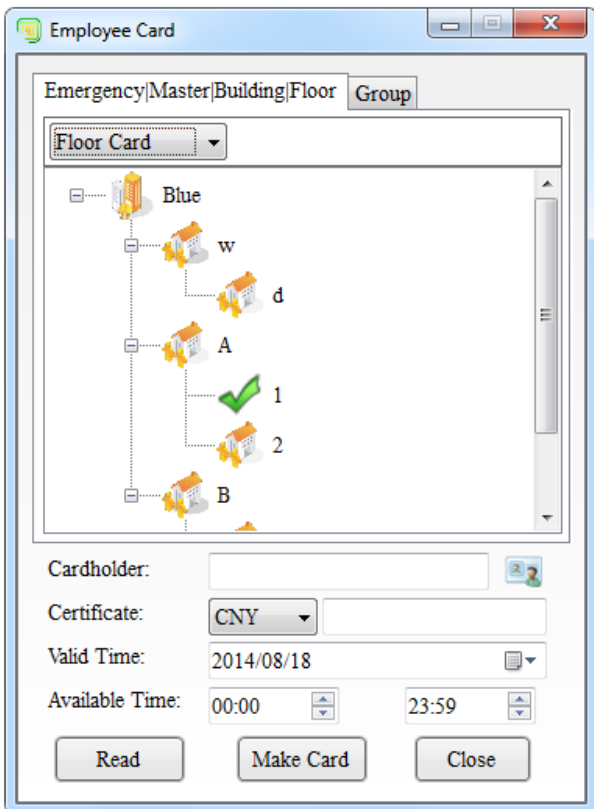 Employee Card
Emergency|Master|Building|Floor Group
Floor Card
Blue
w
d
A
1
2
B
Cardholder:
Certificate: CNY
Valid Time: 2014/08/18
Available Time: 00:00 23:59
Read Make Card Close